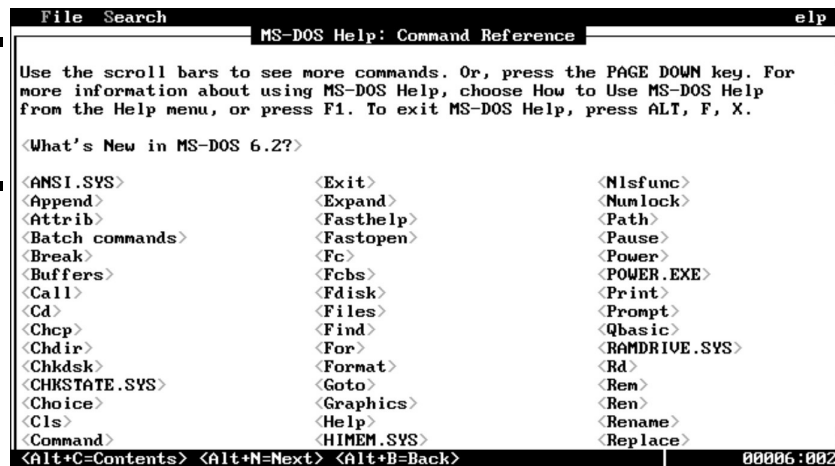 File Search elp
MS-DOS Help: Command Reference
Use the scroll bars to see more commands. Or, press the PAGE DOWN key. For
more information about using MS-DOS Help, choose How to Use MS-DOS Help
from the Help menu, or press F1. To exit MS-DOS Help, press ALT, F, X.
<What's New in MS-DOS 6.2?>
<ANSI.SYS> <Exit> <Nlsfunc>
<Append> <Expand> <Numlock>
<Attrib> <Fasthelp> <Path>
<Batch commands> <Fastopen> <Pause>
<Break> <Fc> <Power>
<Buffers> <Fcbs> <POWER.EXE>
<Call> <Fdisk> <Print>
<Cd> <Files> <Prompt>
<Chcp> <Find> <Qbasic>
<Chdir> <For> <RAMDRIVE.SYS>
<Chkdsk> <Format> <Rd>
<CHKSTATE.SYS> <Goto> <Rem>
<Choice> <Graphics> <Ren>
<Cls> <Help> <Rename>
<Command> <HIMEM.SYS> <Replace>
<Alt+C=Contents> <Alt+N=Next> <Alt+B=Back> 00006:002